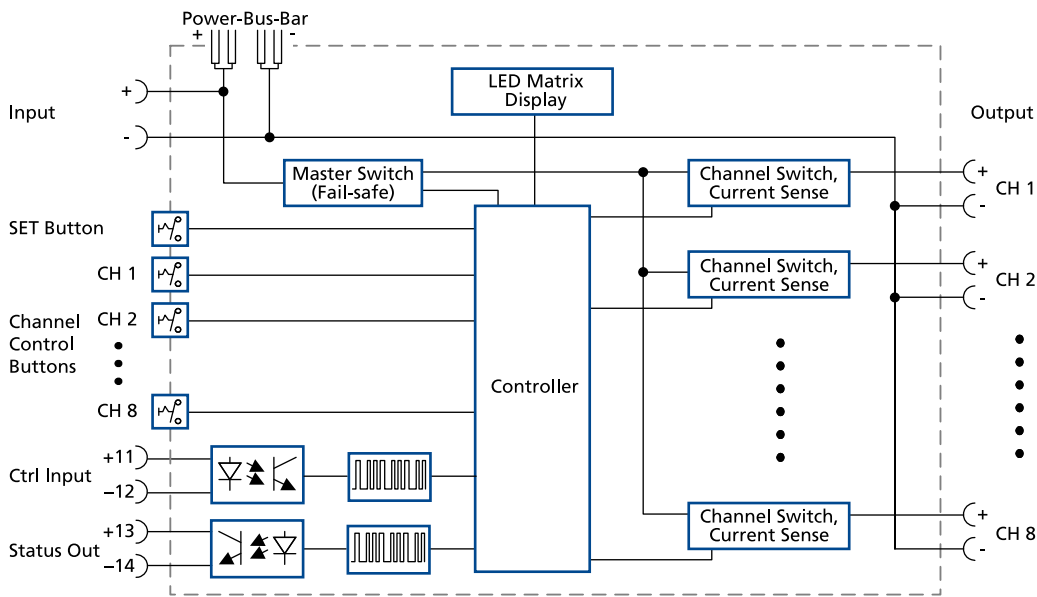 Power-Bus-Bar
+ -
LED Matrix
Display
Input
+
-
Output
Master Switch
(Fail-safe)
Channel Switch,
Current Sense
+
CH 1
-
SET Button
CH 1
Channel Switch,
Current Sense
+
CH 2
-
Channel
Control
Buttons
CH 2
CH 8
Controller
Ctrl Input
+11
–12
Status Out
+13
–14
Channel Switch,
Current Sense
+
CH 8
-